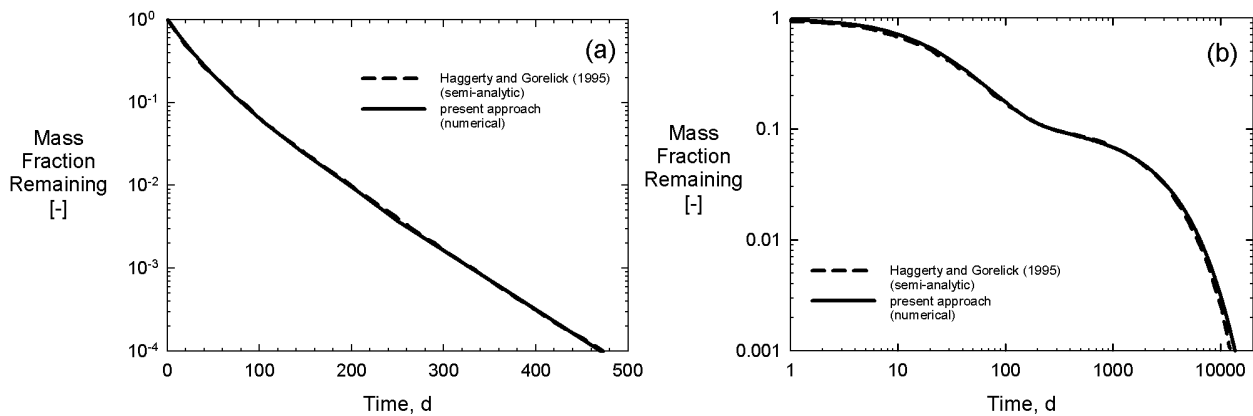 (a)
10⁰
10⁻¹
10⁻²
10⁻³
10⁻⁴
Mass
Fraction
Remaining
[-]
Haggerty and Gorelick (1995)
(semi-analytic)
present approach
(numerical)
0 100 200 300 400 500
Time, d
(b)
1
0.1
0.01
0.001
Mass
Fraction
Remaining
[-]
Haggerty and Gorelick (1995)
(semi-analytic)
present approach
(numerical)
1 10 100 1000 10000
Time, d